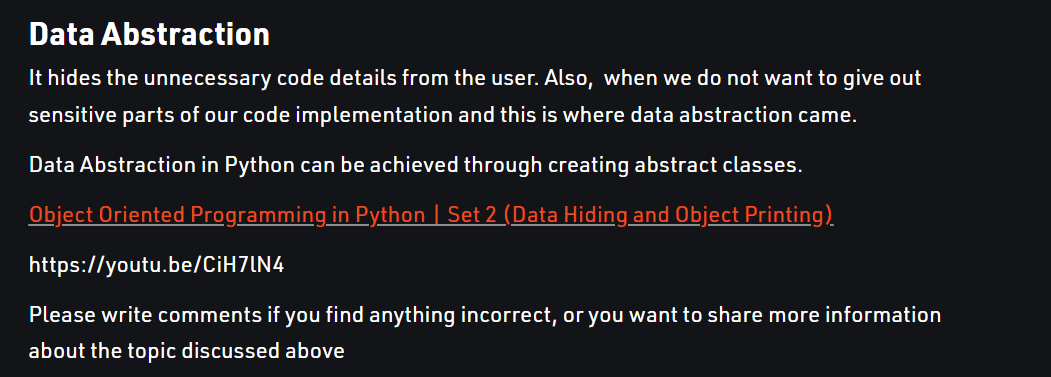 Data Abstraction
It hides the unnecessary code details from the user. Also,  when we do not want to give out
sensitive parts of our code implementation and this is where data abstraction came.
Data Abstraction in Python can be achieved through creating abstract classes.
Object Oriented Programming in Python | Set 2 (Data Hiding and Object Printing)
https://youtu.be/CiH7lN4
Please write comments if you find anything incorrect, or you want to share more information
about the topic discussed above